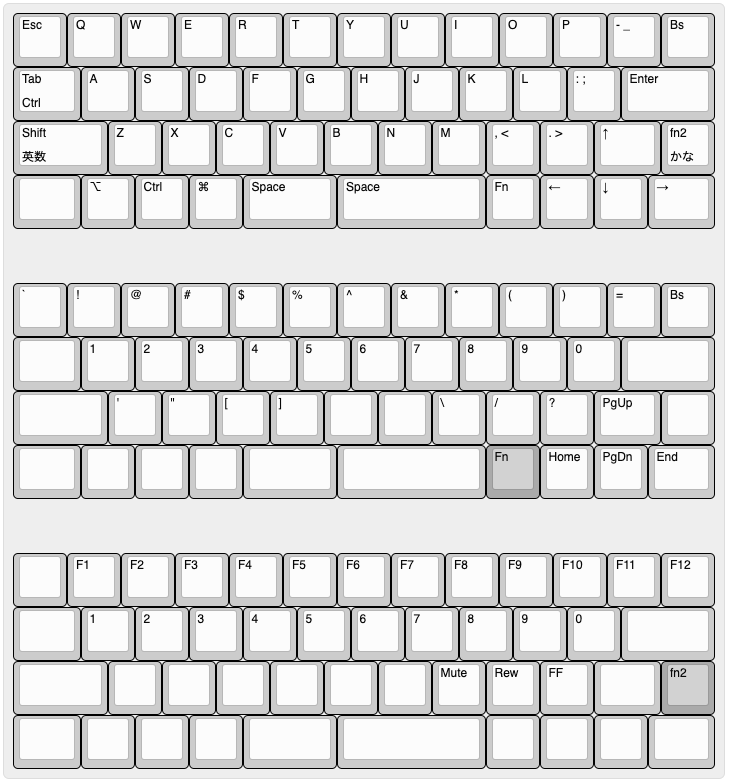 Esc Q W E R T Y U I O P - _ Bs
Tab A S D F G H J K L : ; Enter
Ctrl
Shift Z X C V B N M , < . > ↑ fn2
英数 かな
⌥ Ctrl ⌘ Space Space Fn ← ↓ →
` ! @ # $ % ^ & * ( ) = Bs
1 2 3 4 5 6 7 8 9 0
' " [ ] \ / ? PgUp
Fn Home PgDn End
F1 F2 F3 F4 F5 F6 F7 F8 F9 F10 F11 F12
1 2 3 4 5 6 7 8 9 0
Mute Rew FF fn2